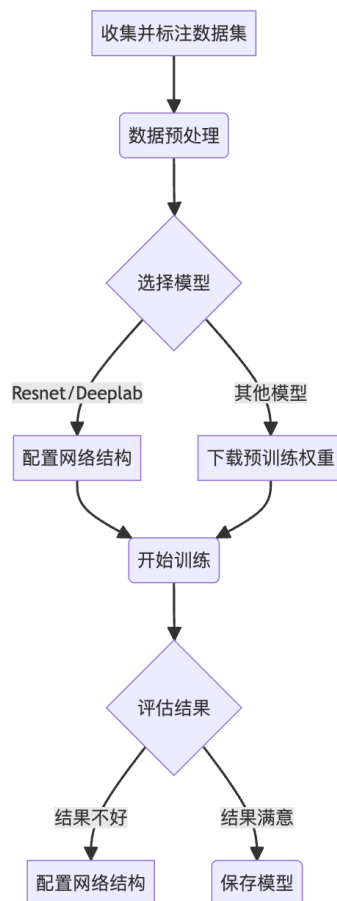 收集并标注数据集
数据预处理
选择模型
Resnet/Deeplab
其他模型
配置网络结构
下载预训练权重
开始训练
评估结果
结果不好
结果满意
配置网络结构
保存模型